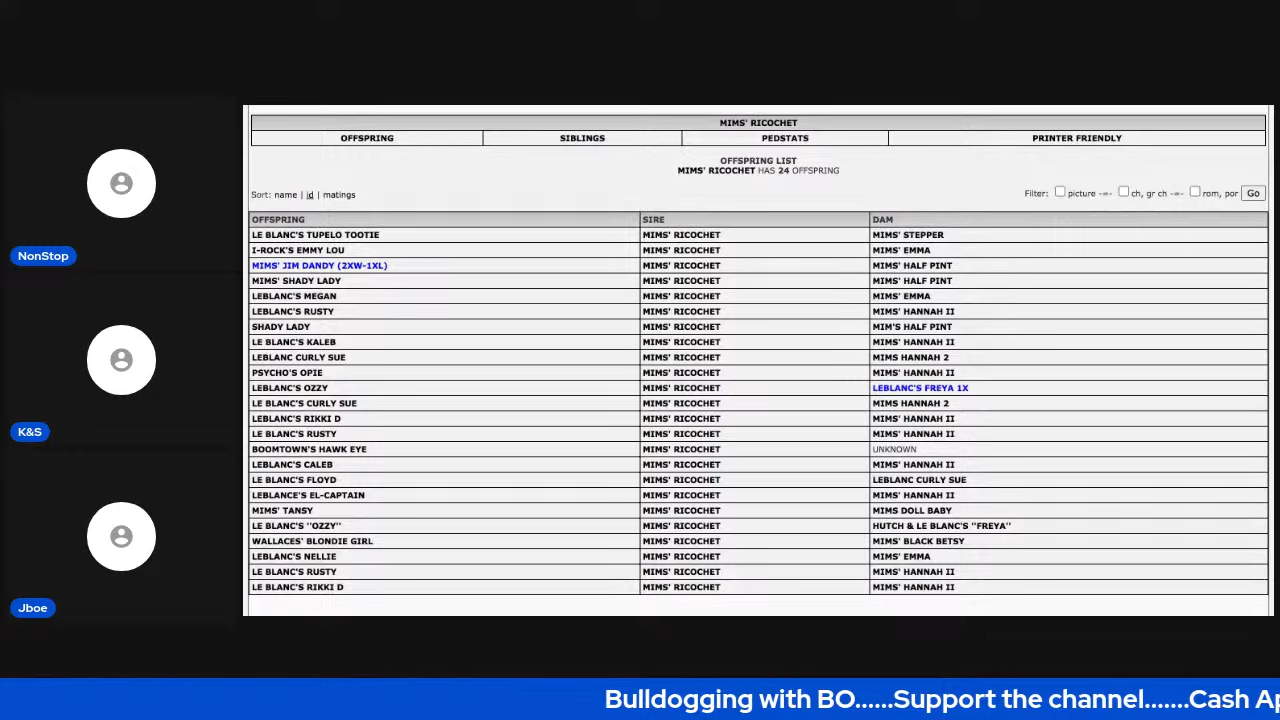 MIMS' RICOCHET
OFFSPRING SIBLINGS PEDSTATS PRINTER FRIENDLY
OFFSPRING LIST
MIMS' RICOCHET HAS 24 OFFSPRING
Sort: name | id | matings Filter: picture -=- ch, gr ch -=- rom, por Go
OFFSPRING SIRE DAM
LE BLANC'S TUPELO TOOTIE MIMS' RICOCHET MIMS' STEPPER
I-ROCK'S EMMY LOU MIMS' RICOCHET MIMS' EMMA
MIMS' JIM DANDY (2XW-1XL) MIMS' RICOCHET MIMS' HALF PINT
MIMS' SHADY LADY MIMS' RICOCHET MIMS' HALF PINT
LEBLANC'S MEGAN MIMS' RICOCHET MIMS' EMMA
LEBLANC'S RUSTY MIMS' RICOCHET MIMS' HANNAH II
SHADY LADY MIMS' RICOCHET MIM'S HALF PINT
LE BLANC'S KALEB MIMS' RICOCHET MIMS' HANNAH II
LEBLANC CURLY SUE MIMS' RICOCHET MIMS HANNAH 2
PSYCHO'S OPIE MIMS' RICOCHET MIMS' HANNAH II
LEBLANC'S OZZY MIMS' RICOCHET LEBLANC'S FREYA 1X
LE BLANC'S CURLY SUE MIMS' RICOCHET MIMS HANNAH 2
LEBLANC'S RIKKI D MIMS' RICOCHET MIMS' HANNAH II
LE BLANC'S RUSTY MIMS' RICOCHET MIMS' HANNAH II
BOOMTOWN'S HAWK EYE MIMS' RICOCHET UNKNOWN
LEBLANC'S CALEB MIMS' RICOCHET MIMS' HANNAH II
LE BLANC'S FLOYD MIMS' RICOCHET LEBLANC CURLY SUE
LEBLANCE'S EL-CAPTAIN MIMS' RICOCHET MIMS' HANNAH II
MIMS' TANSY MIMS' RICOCHET MIMS DOLL BABY
LE BLANC'S ''OZZY'' MIMS' RICOCHET HUTCH & LE BLANC'S ''FREYA''
WALLACES' BLONDIE GIRL MIMS' RICOCHET MIMS' BLACK BETSY
LEBLANC'S NELLIE MIMS' RICOCHET MIMS' EMMA
LE BLANC'S RUSTY MIMS' RICOCHET MIMS' HANNAH II
LE BLANC'S RIKKI D MIMS' RICOCHET MIMS' HANNAH II
NonStop
K&S
Jboe
Bulldogging with BO......Support the channel.......Cash Ap